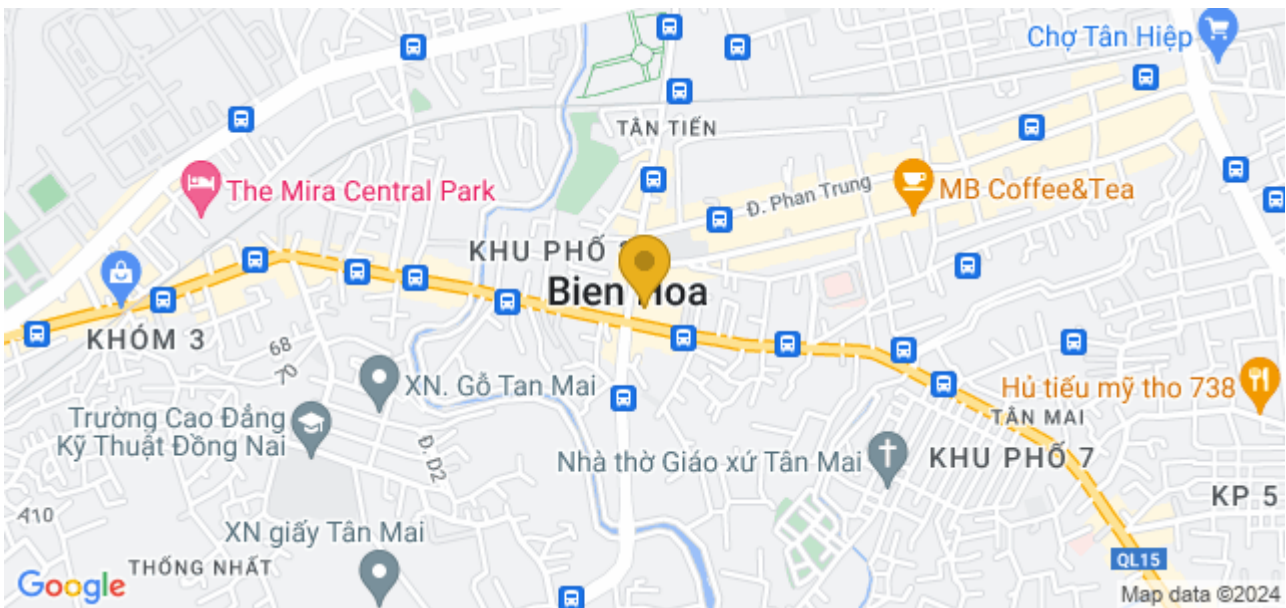 Chợ Tân Hiệp
TÂN TIẾN
The Mira Central Park
MB Coffee&Tea
Đ. Phan Trung
KHU PHỐ
Bien Hoa
KHÓM 3
68
70
XN. Gỗ Tan Mai
Hủ tiếu mỹ tho 738
Trường Cao Đẳng
Kỹ Thuật Đồng Nai
TÂN MAI
Đ. D2
Nhà thờ Giáo xứ Tân Mai
KHU PHỐ 7
KP 5
A10
XN giấy Tân Mai
QL15
THỐNG NHẤT
Google
Map data ©2024